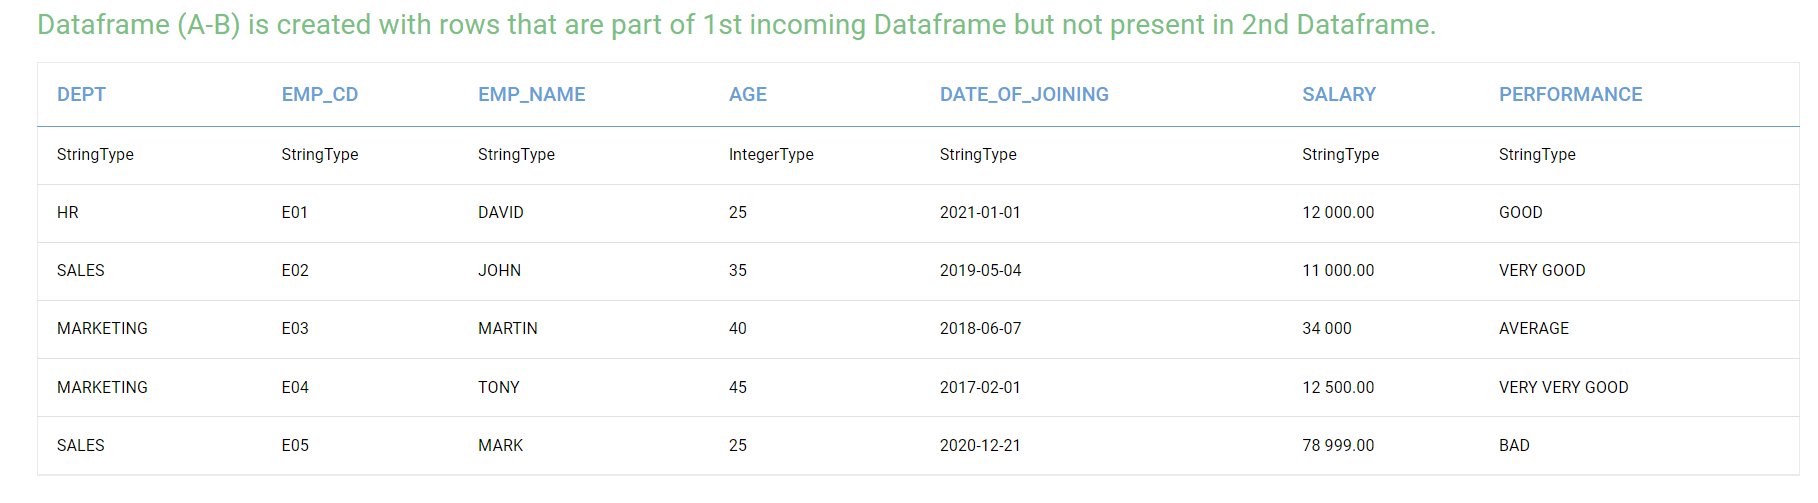 Dataframe (A-B) is created with rows that are part of 1st incoming Dataframe but not present in 2nd Dataframe.
DEPT EMP_CD EMP_NAME AGE DATE_OF_JOINING SALARY PERFORMANCE
StringType StringType StringType IntegerType StringType StringType StringType
HR E01 DAVID 25 2021-01-01 12 000.00 GOOD
SALES E02 JOHN 35 2019-05-04 11 000.00 VERY GOOD
MARKETING E03 MARTIN 40 2018-06-07 34 000 AVERAGE
MARKETING E04 TONY 45 2017-02-01 12 500.00 VERY VERY GOOD
SALES E05 MARK 25 2020-12-21 78 999.00 BAD